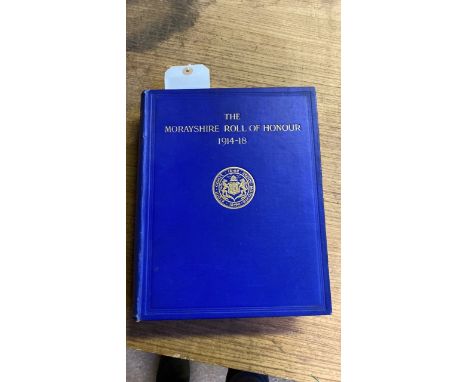 THE
MORAYSHIRE ROLL OF HONOUR
1914-18